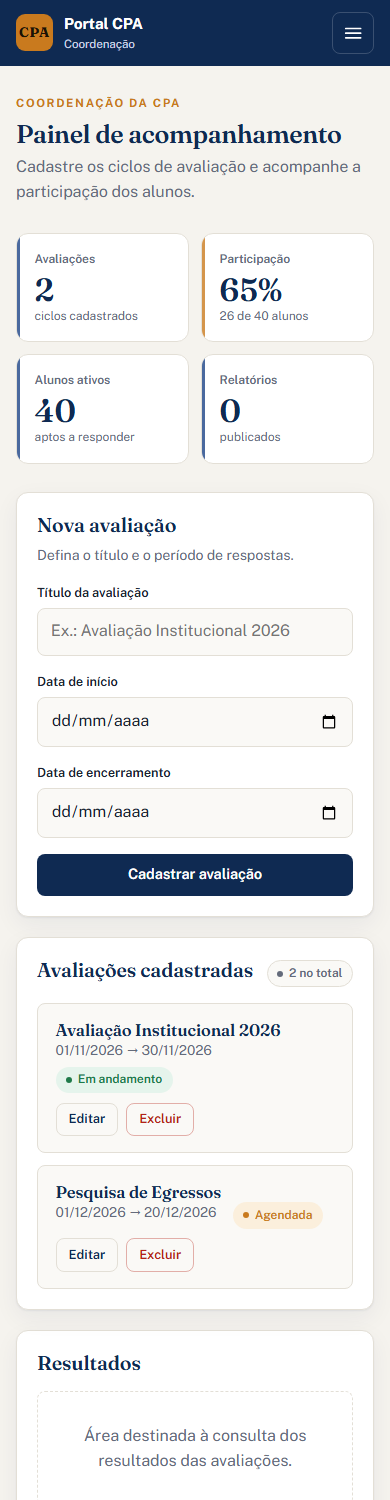 CPA
Portal CPA
Coordenação
COORDENAÇÃO DA CPA
Painel de acompanhamento
Cadastre os ciclos de avaliação e acompanhe a
participação dos alunos.
Avaliações
2
ciclos cadastrados
Participação
65%
26 de 40 alunos
Alunos ativos
40
aptos a responder
Relatórios
0
publicados
Nova avaliação
Defina o título e o período de respostas.
Título da avaliação
Ex.: Avaliação Institucional 2026
Data de início
dd/mm/aaaa
Data de encerramento
dd/mm/aaaa
Cadastrar avaliação
Avaliações cadastradas
2 no total
Avaliação Institucional 2026
01/11/2026 → 30/11/2026
Em andamento
Editar
Excluir
Pesquisa de Egressos
01/12/2026 → 20/12/2026
Agendada
Editar
Excluir
Resultados
Área destinada à consulta dos
resultados das avaliações.